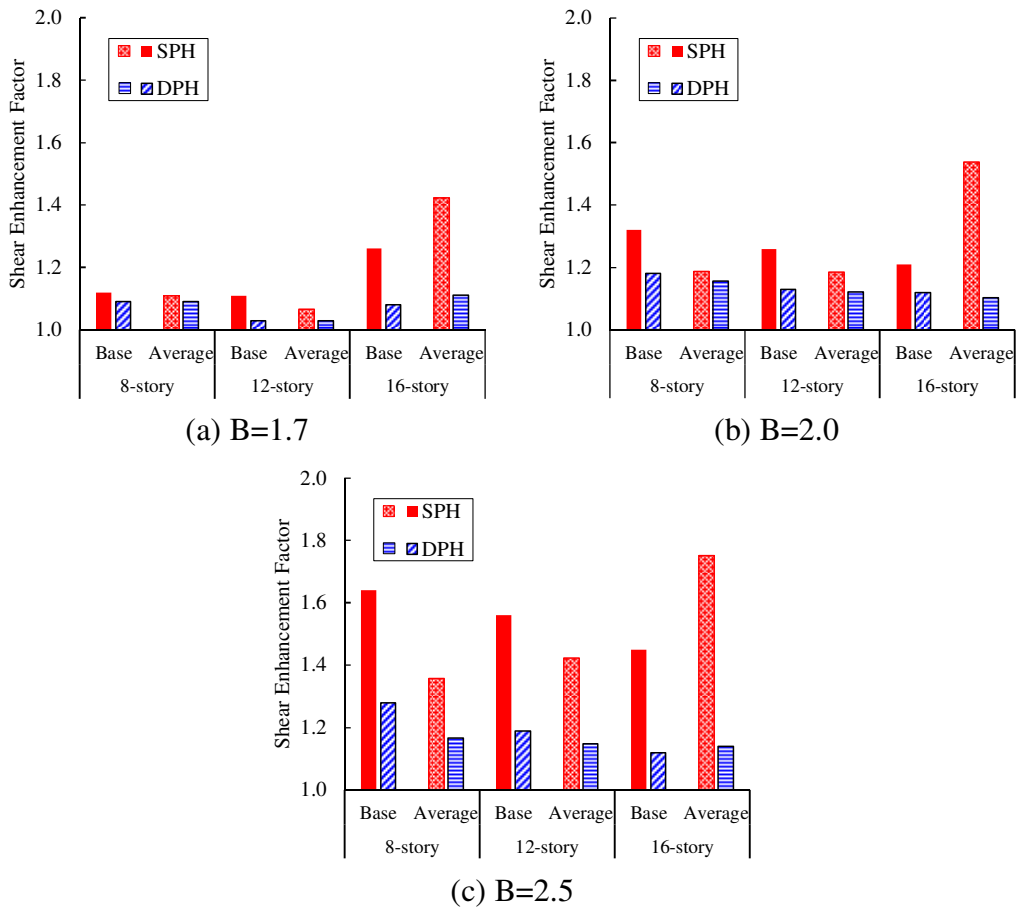 Shear Enhancement Factor
2.0
1.8
1.6
1.4
1.2
1.0
SPH
DPH
Base Average Base Average Base Average
8-story 12-story 16-story
(a) B=1.7
Shear Enhancement Factor
2.0
1.8
1.6
1.4
1.2
1.0
SPH
DPH
Base Average Base Average Base Average
8-story 12-story 16-story
(b) B=2.0
Shear Enhancement Factor
2.0
1.8
1.6
1.4
1.2
1.0
SPH
DPH
Base Average Base Average Base Average
8-story 12-story 16-story
(c) B=2.5